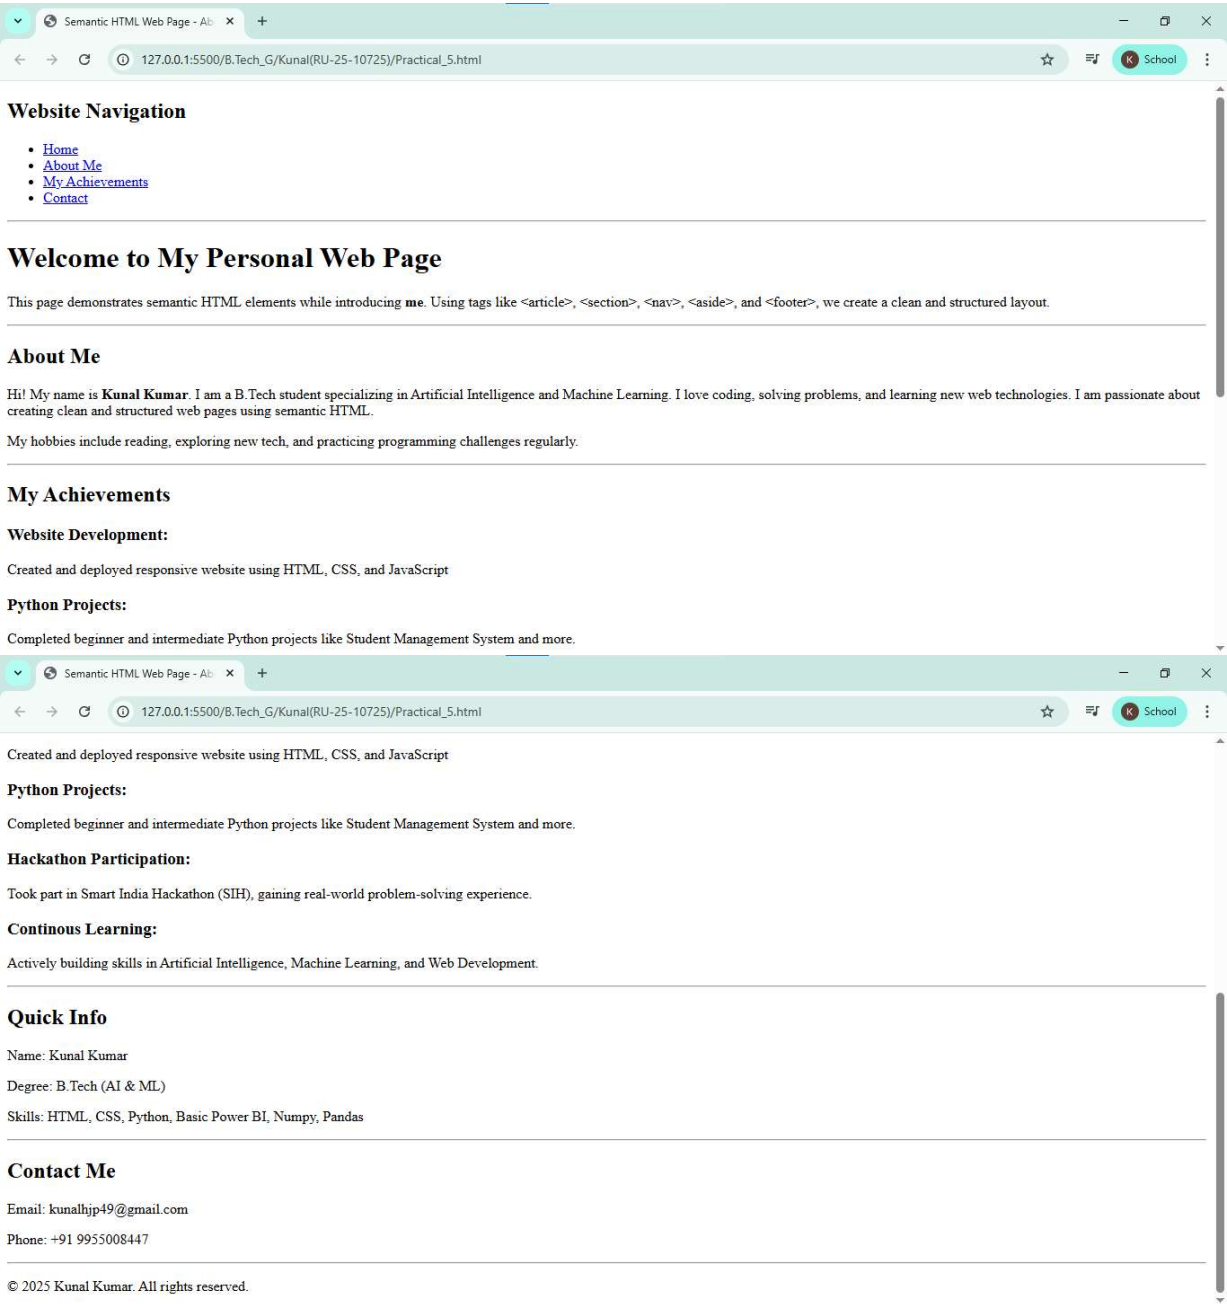 Semantic HTML Web Page - Ab
127.0.0.1:5500/B.Tech_G/Kunal(RU-25-10725)/Practical_5.html
K School
Website Navigation
Home
About Me
My Achievements
Contact
Welcome to My Personal Web Page
This page demonstrates semantic HTML elements while introducing me. Using tags like <article>, <section>, <nav>, <aside>, and <footer>, we create a clean and structured layout.
About Me
Hi! My name is Kunal Kumar. I am a B.Tech student specializing in Artificial Intelligence and Machine Learning. I love coding, solving problems, and learning new web technologies. I am passionate about
creating clean and structured web pages using semantic HTML.
My hobbies include reading, exploring new tech, and practicing programming challenges regularly.
My Achievements
Website Development:
Created and deployed responsive website using HTML, CSS, and JavaScript
Python Projects:
Completed beginner and intermediate Python projects like Student Management System and more.
Semantic HTML Web Page - Ab
127.0.0.1:5500/B.Tech_G/Kunal(RU-25-10725)/Practical_5.html
K School
Created and deployed responsive website using HTML, CSS, and JavaScript
Python Projects:
Completed beginner and intermediate Python projects like Student Management System and more.
Hackathon Participation:
Took part in Smart India Hackathon (SIH), gaining real-world problem-solving experience.
Continous Learning:
Actively building skills in Artificial Intelligence, Machine Learning, and Web Development.
Quick Info
Name: Kunal Kumar
Degree: B.Tech (AI & ML)
Skills: HTML, CSS, Python, Basic Power BI, Numpy, Pandas
Contact Me
Email: kunalhjp49@gmail.com
Phone: +91 9955008447
© 2025 Kunal Kumar. All rights reserved.